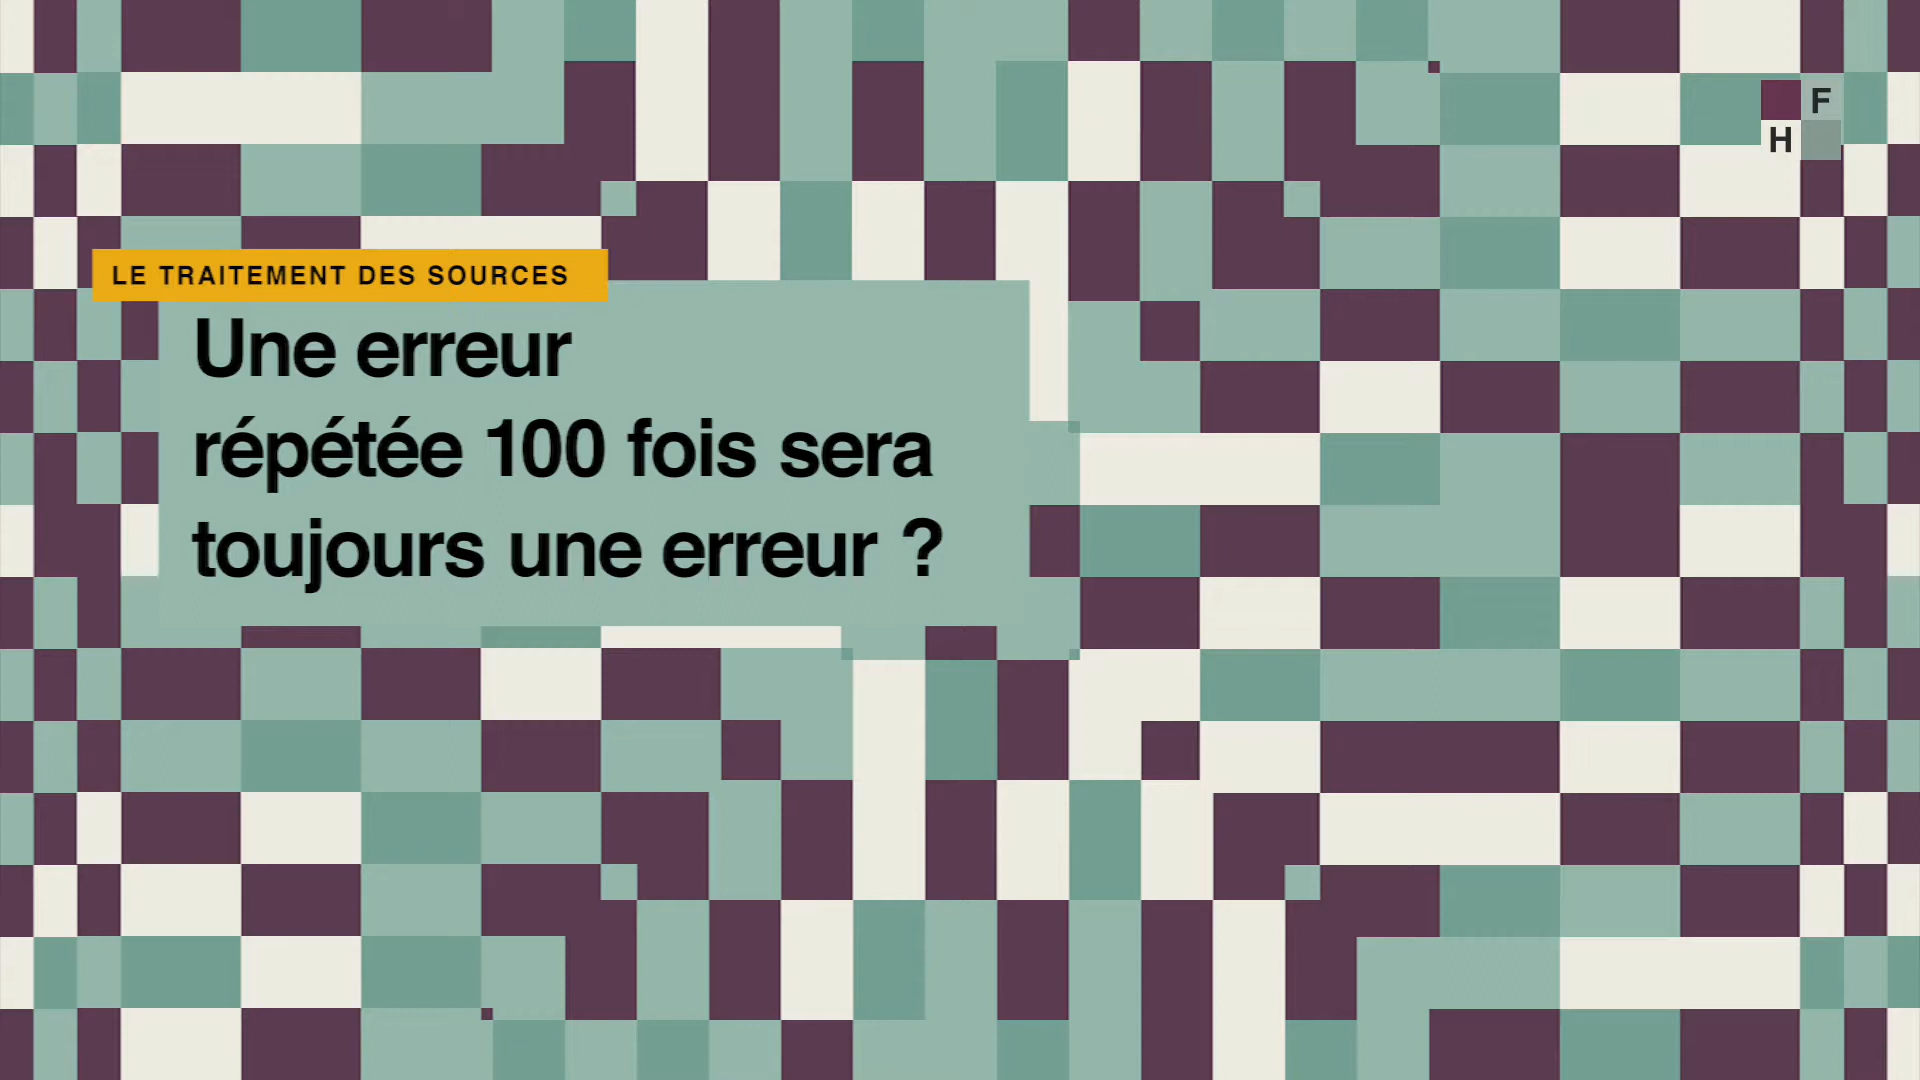 F
H
LE TRAITEMENT DES SOURCES
Une erreur
répétée 100 fois sera
toujours une erreur ?